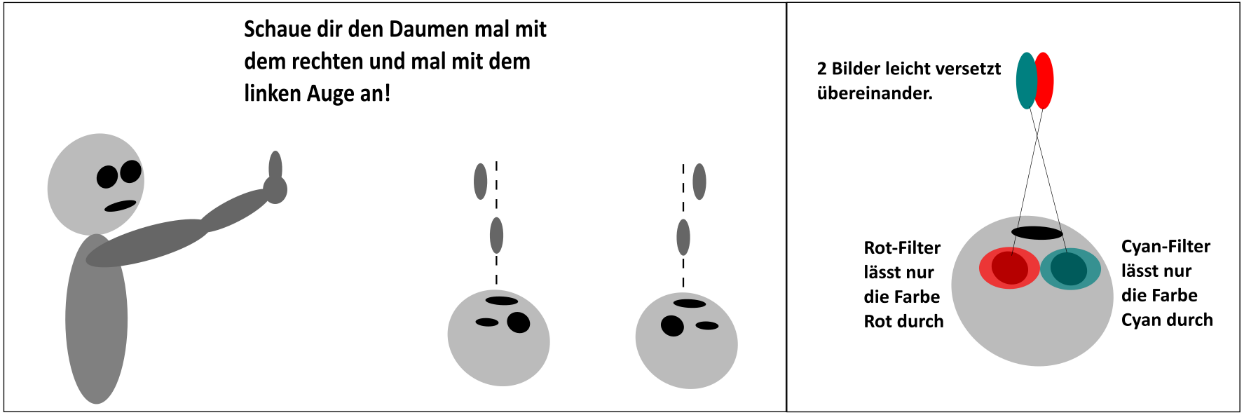 Schaue dir den Daumen mal mit
dem rechten und mal mit dem
linken Auge an!
2 Bilder leicht versetzt
übereinander.
Rot-Filter
lässt nur
die Farbe
Rot durch
Cyan-Filter
lässt nur
die Farbe
Cyan durch